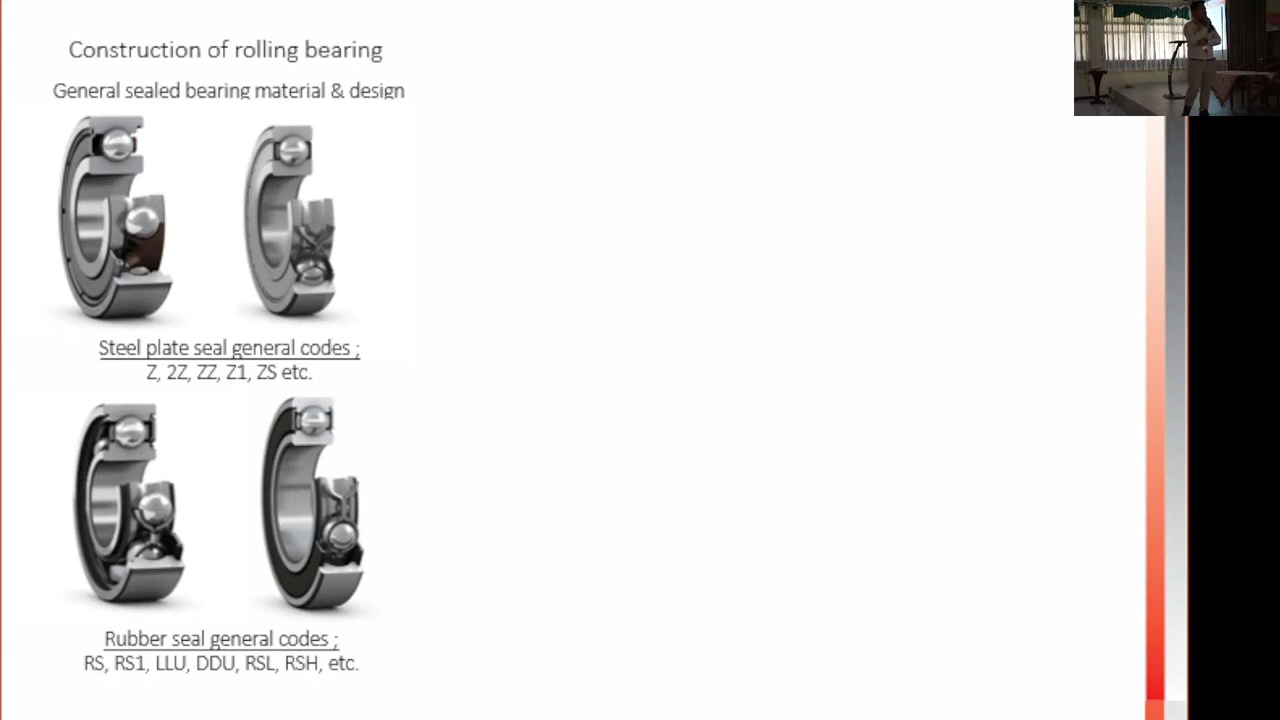 Construction of rolling bearing
General sealed bearing material & design
Steel plate seal general codes ;
Z, 2Z, ZZ, Z1, ZS etc.
Rubber seal general codes ;
RS, RS1, LLU, DDU, RSL, RSH, etc.